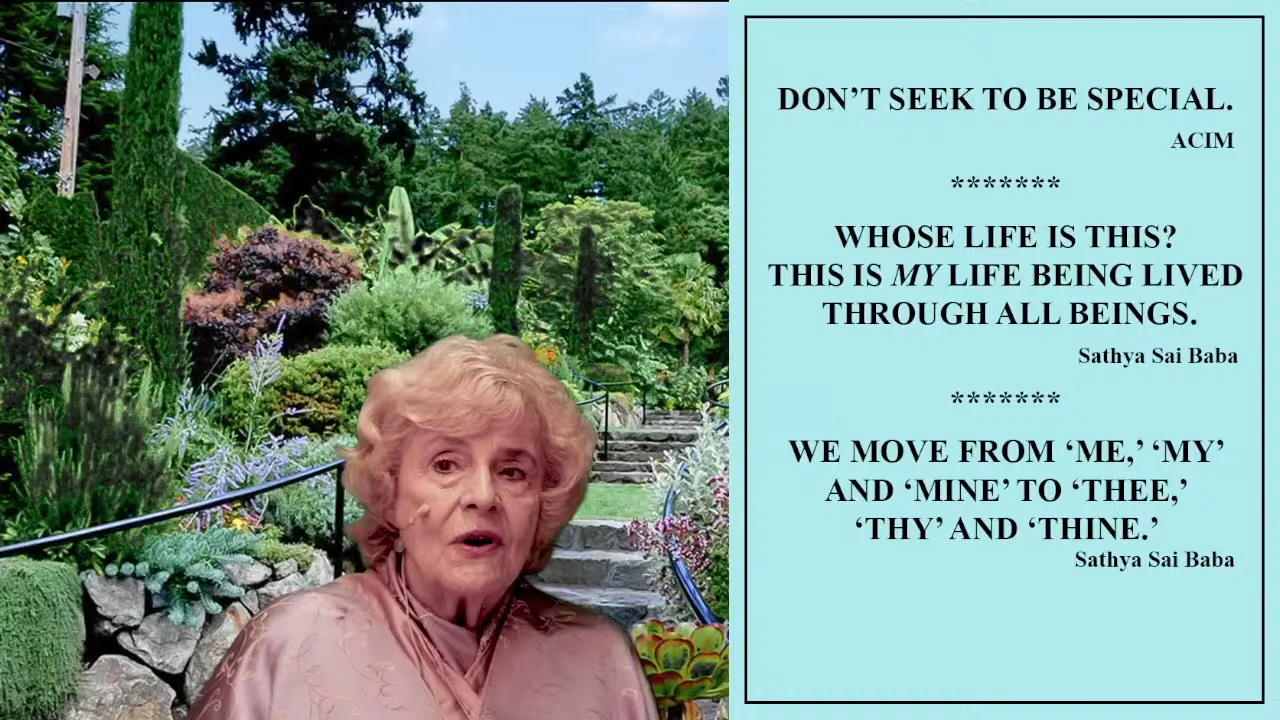 DON’T SEEK TO BE SPECIAL.
ACIM
*******
WHOSE LIFE IS THIS?
THIS IS MY LIFE BEING LIVED
THROUGH ALL BEINGS.
Sathya Sai Baba
*******
WE MOVE FROM ‘ME,’ ‘MY’
AND ‘MINE’ TO ‘THEE,’
‘THY’ AND ‘THINE.’
Sathya Sai Baba